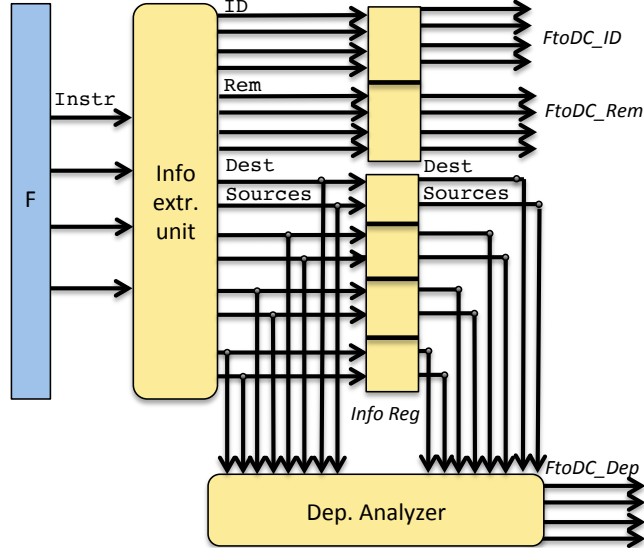 ID
FtoDC_ID
Instr
Rem
FtoDC_Rem
F
Info
extr.
unit
Dest
Sources
Dest
Sources
Info Reg
FtoDC_Dep
Dep. Analyzer